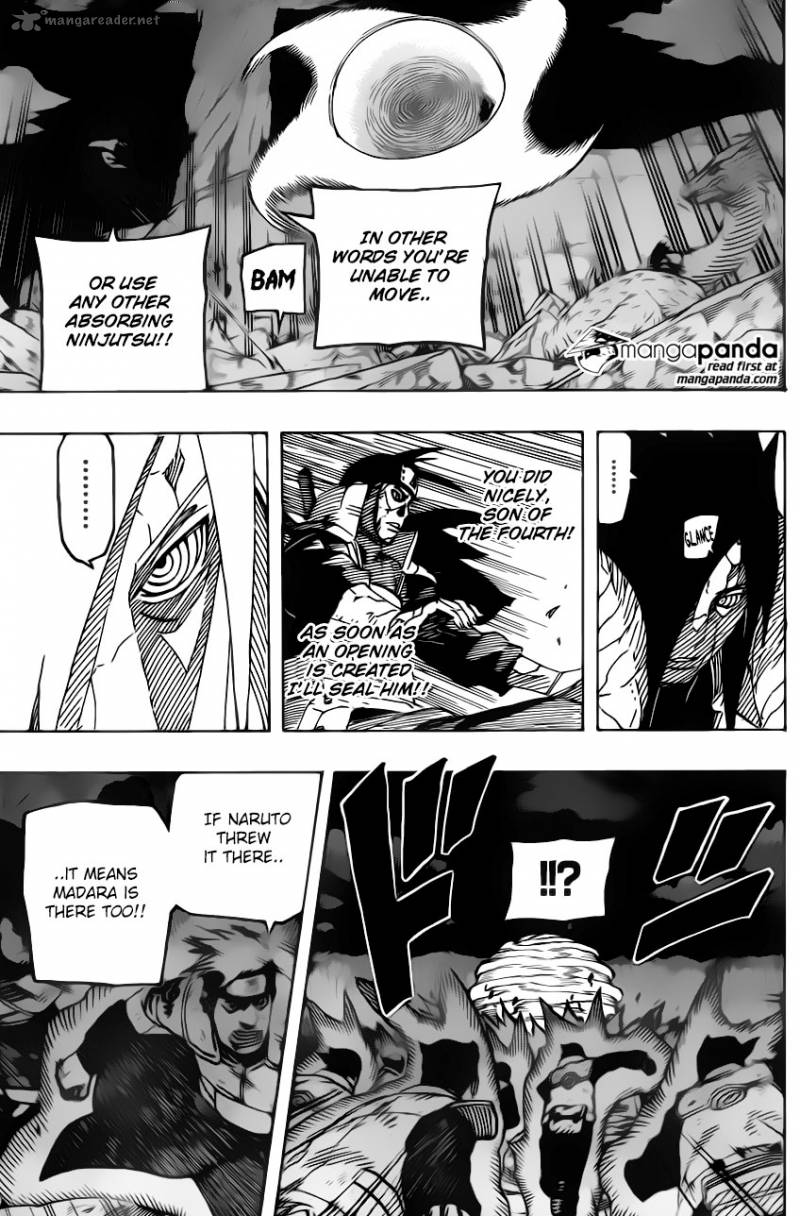 mangareader.net
IN OTHER
WORDS YOU'RE
UNABLE TO
MOVE..
BAM
OR USE
ANY OTHER
ABSORBING
NINJUTSU!!
mangapanda
read first at
mangapanda.com
.........
GLANCE
YOU DID
NICELY,
SON OF
THE FOURTH!
AS SOON AS
AN OPENING
IS CREATED
I'LL SEAL HIM!!
.........
!!?
ドン
IF NARUTO
THREW
IT THERE..
..IT MEANS
MADARA IS
THERE TOO!!